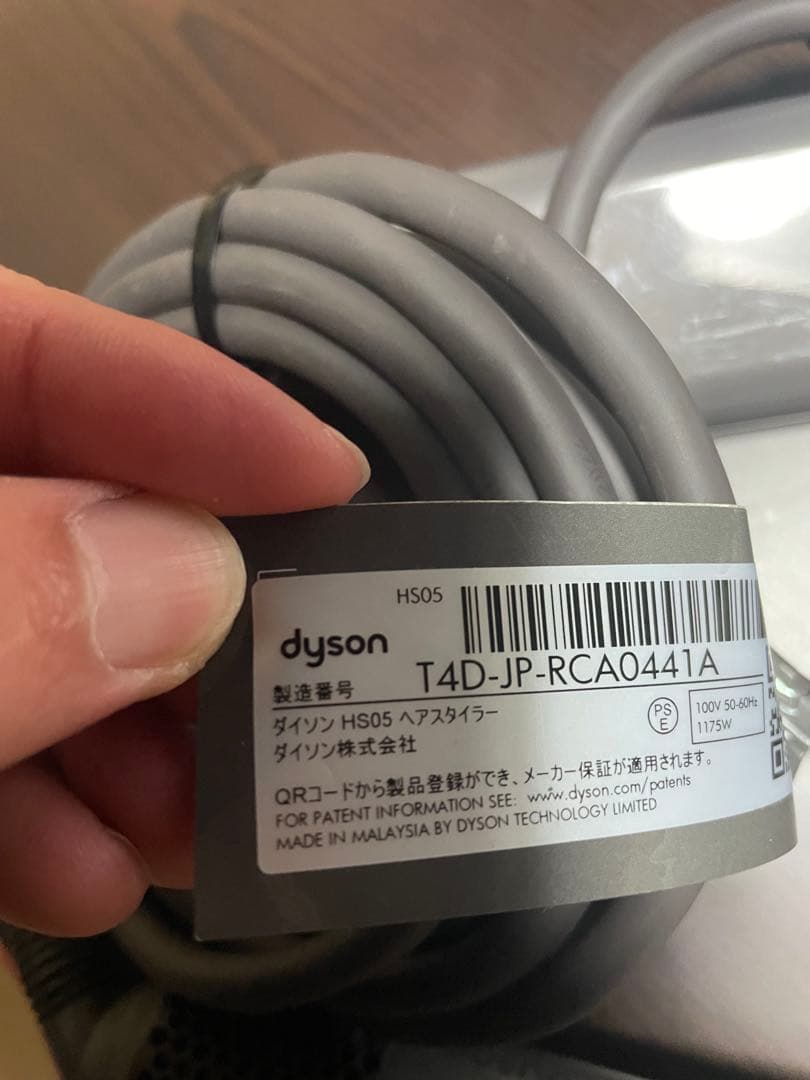 HS05
dyson
製造番号 T4D-JP-RCA0441A
ダイソン HS05 ヘアスタイラー
ダイソン株式会社
PS
E
100V 50-60Hz
1175W
QRコードから製品登録ができ、メーカー保証が適用されます。
FOR PATENT INFORMATION SEE: www.dyson.com/patents
MADE IN MALAYSIA BY DYSON TECHNOLOGY LIMITED